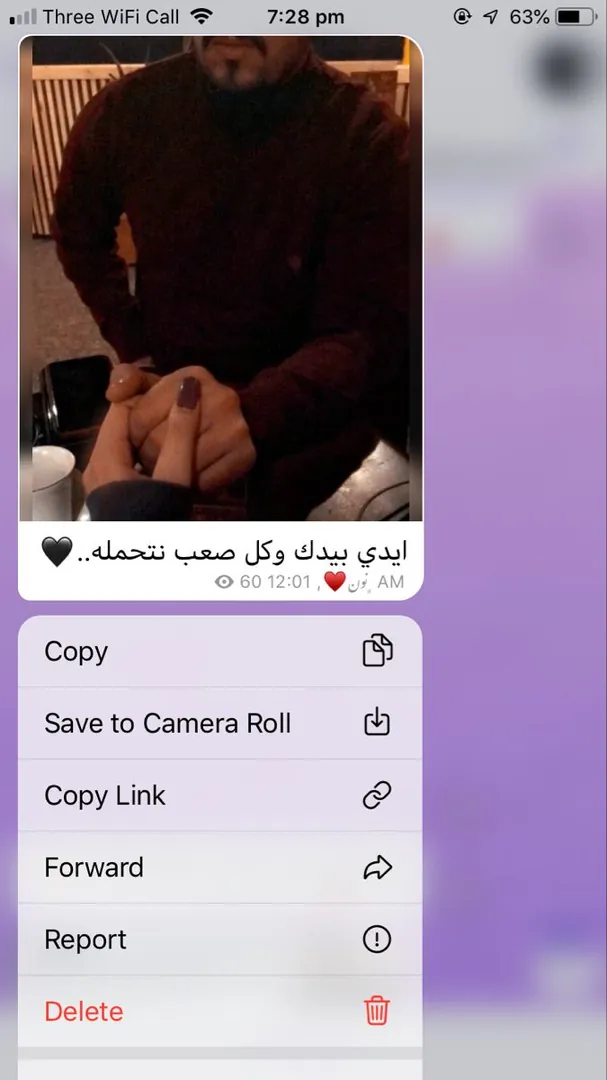 Three WiFi Call 7:28 pm 63%
ايدي بيدك وكل صعب نتحمله..🖤
60 12:01 ,♥️نون AM
Copy
Save to Camera Roll
Copy Link
Forward
Report
Delete